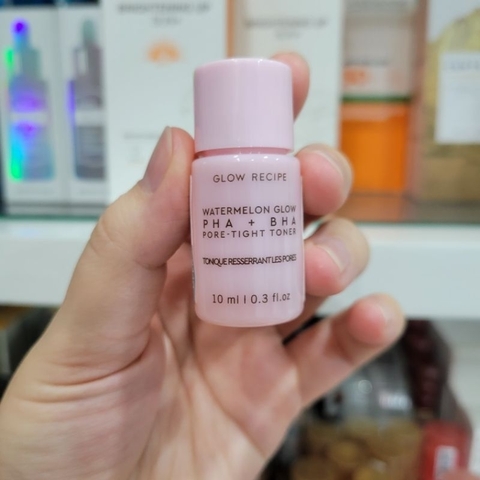 GLOW RECIPE
WATERMELON GLOW
PHA + BHA
PORE-TIGHT TONER
TONIQUE RESSERRANT LES PORES
10 ml | 0.3 fl.oz